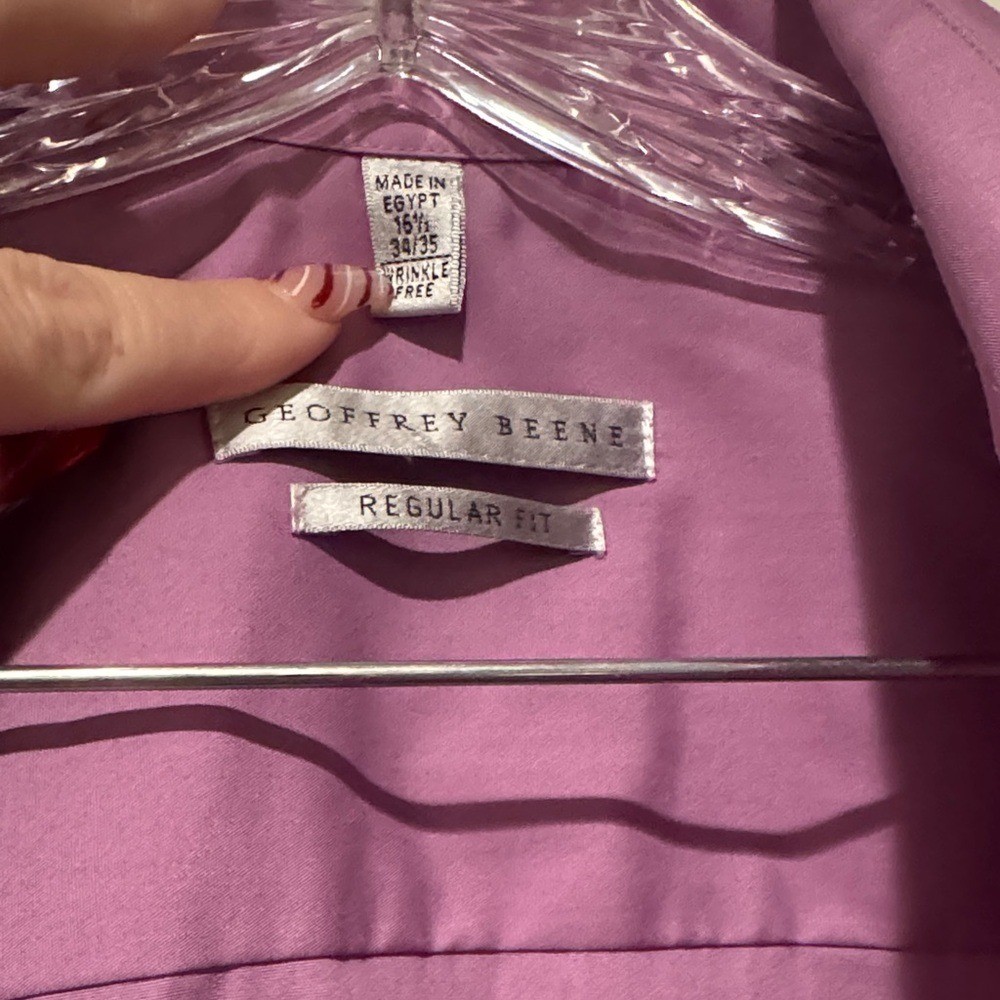 MADE IN
EGYPT
16½
34/35
WRINKLE
FREE
GEOFFREY BEENE
REGULAR FIT